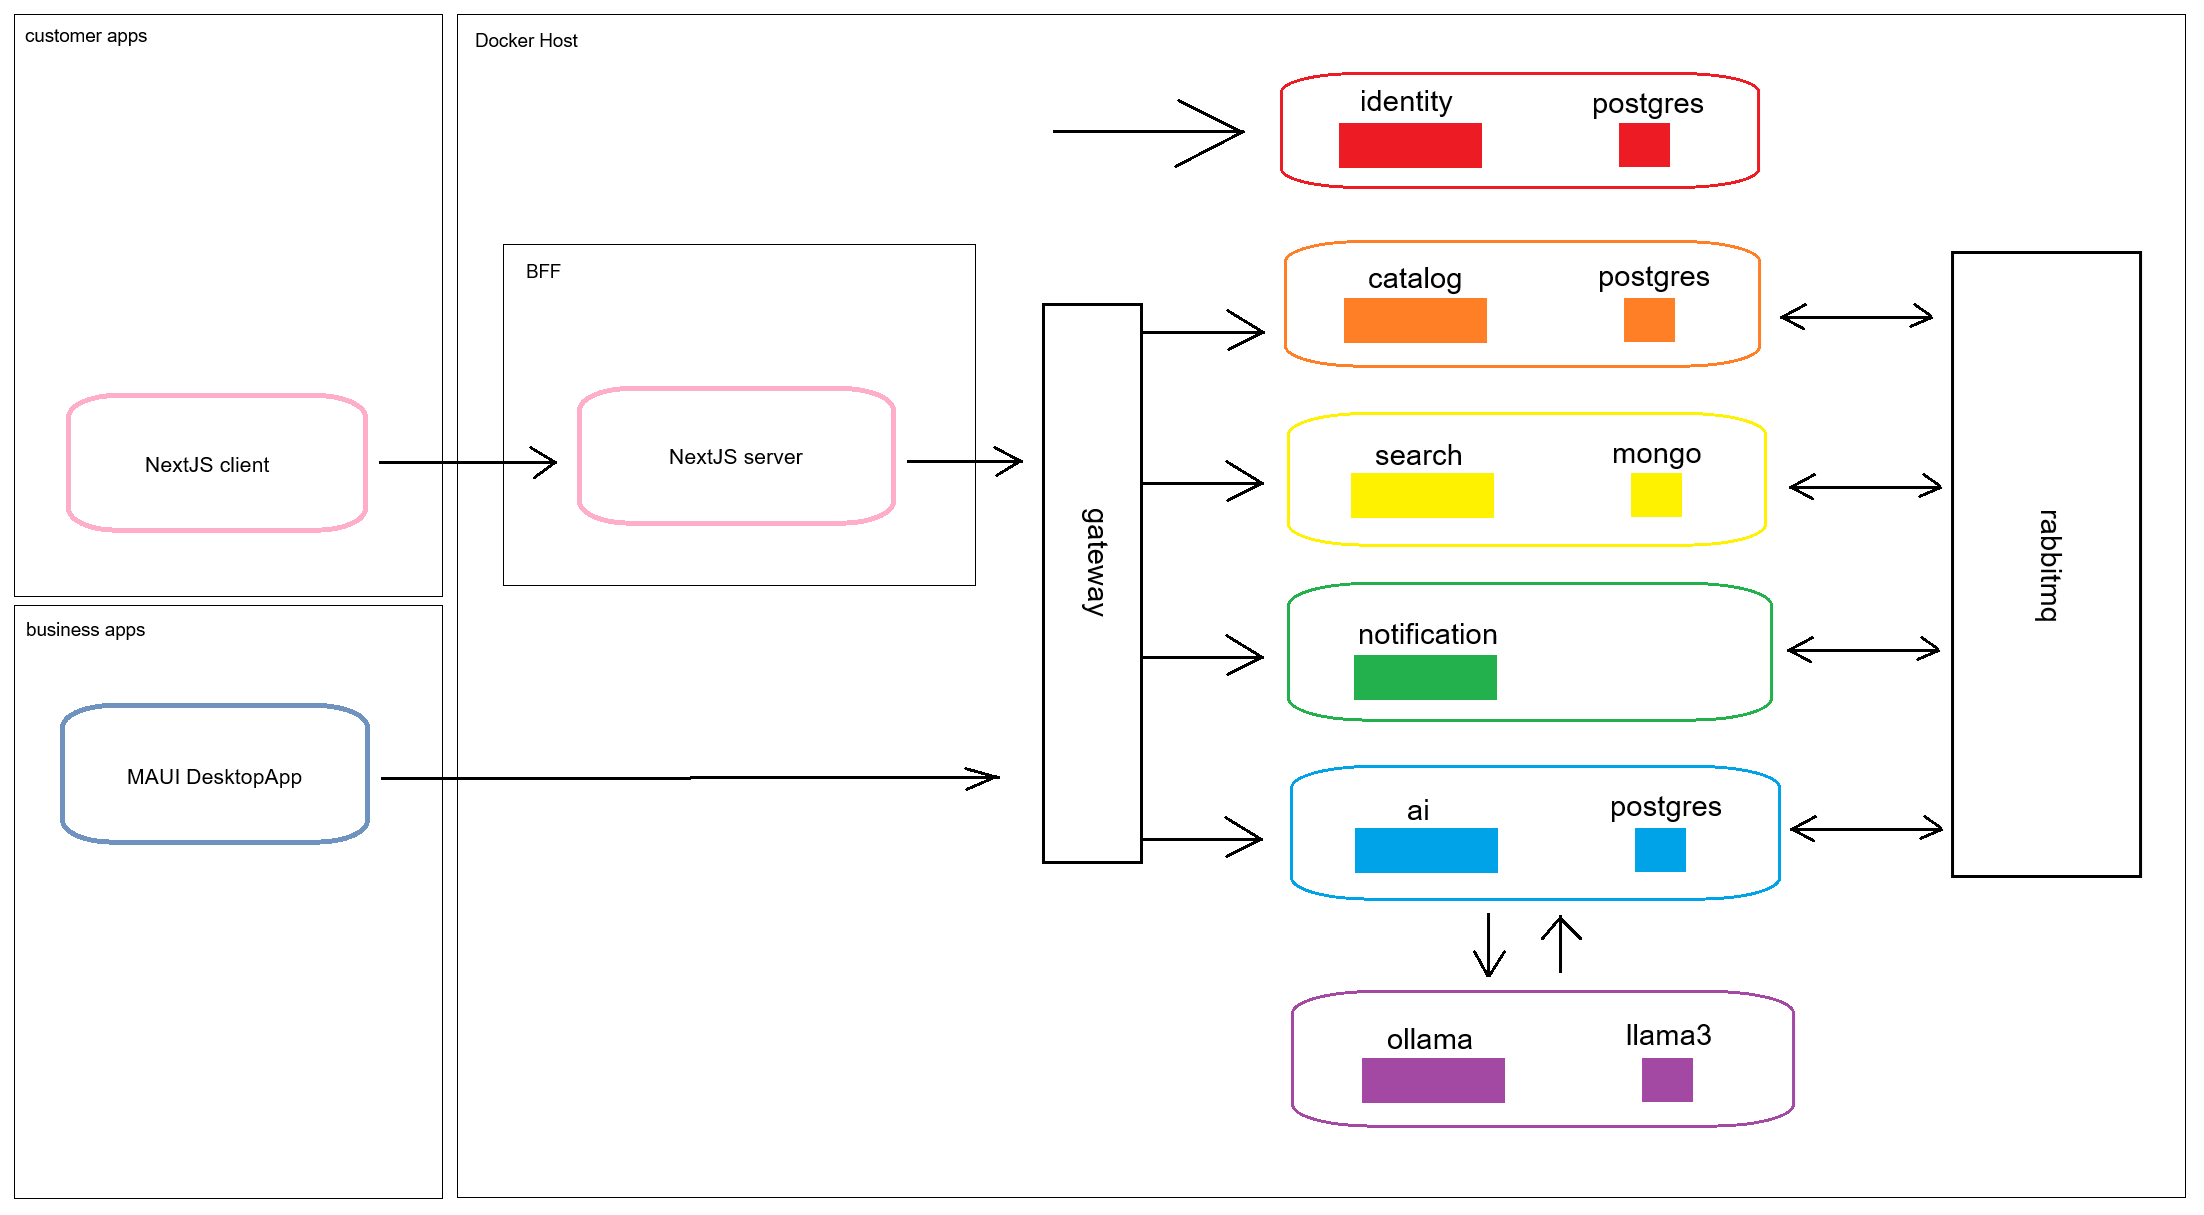 customer apps
Docker Host
identity
postgres
BFF
catalog
postgres
NextJS client
NextJS server
gateway
search
mongo
rabbitmq
business apps
notification
MAUI DesktopApp
ai
postgres
ollama
llama3